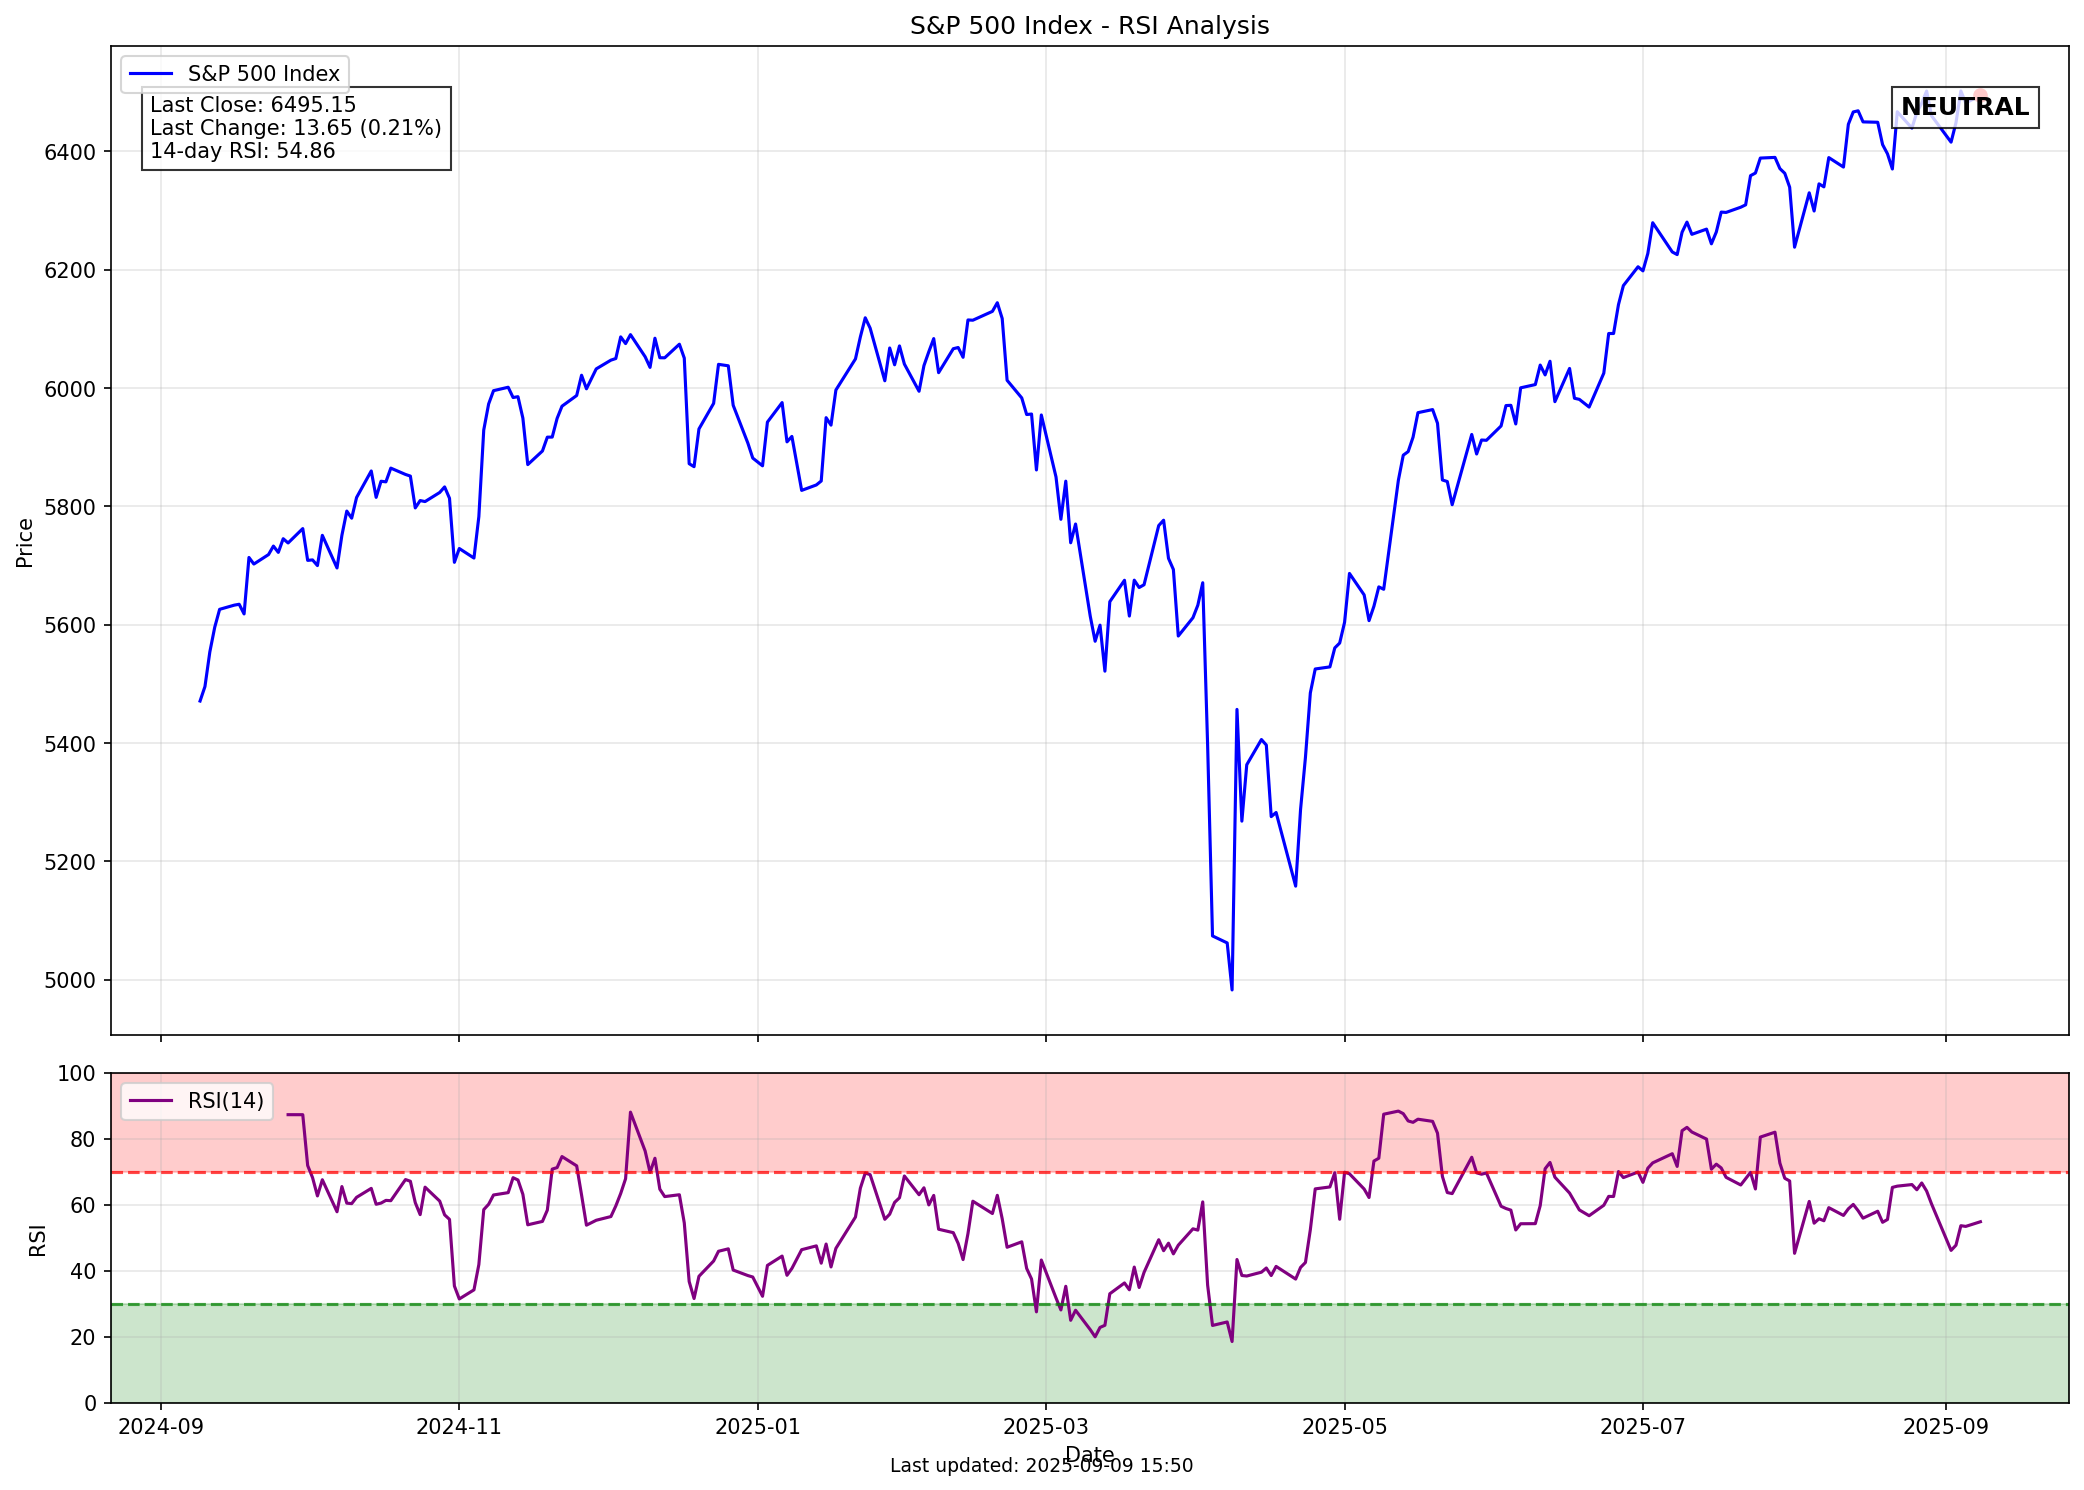 S&P 500 Index - RSI Analysis
S&P 500 Index
Last Close: 6495.15
Last Change: 13.65 (0.21%)
14-day RSI: 54.86
NEUTRAL
Price
6400
6200
6000
5800
5600
5400
5200
5000
RSI(14)
RSI
100
80
60
40
20
0
2024-09
2024-11
2025-01
2025-03
2025-05
2025-07
2025-09
Date
Last updated: 2025-09-09 15:50